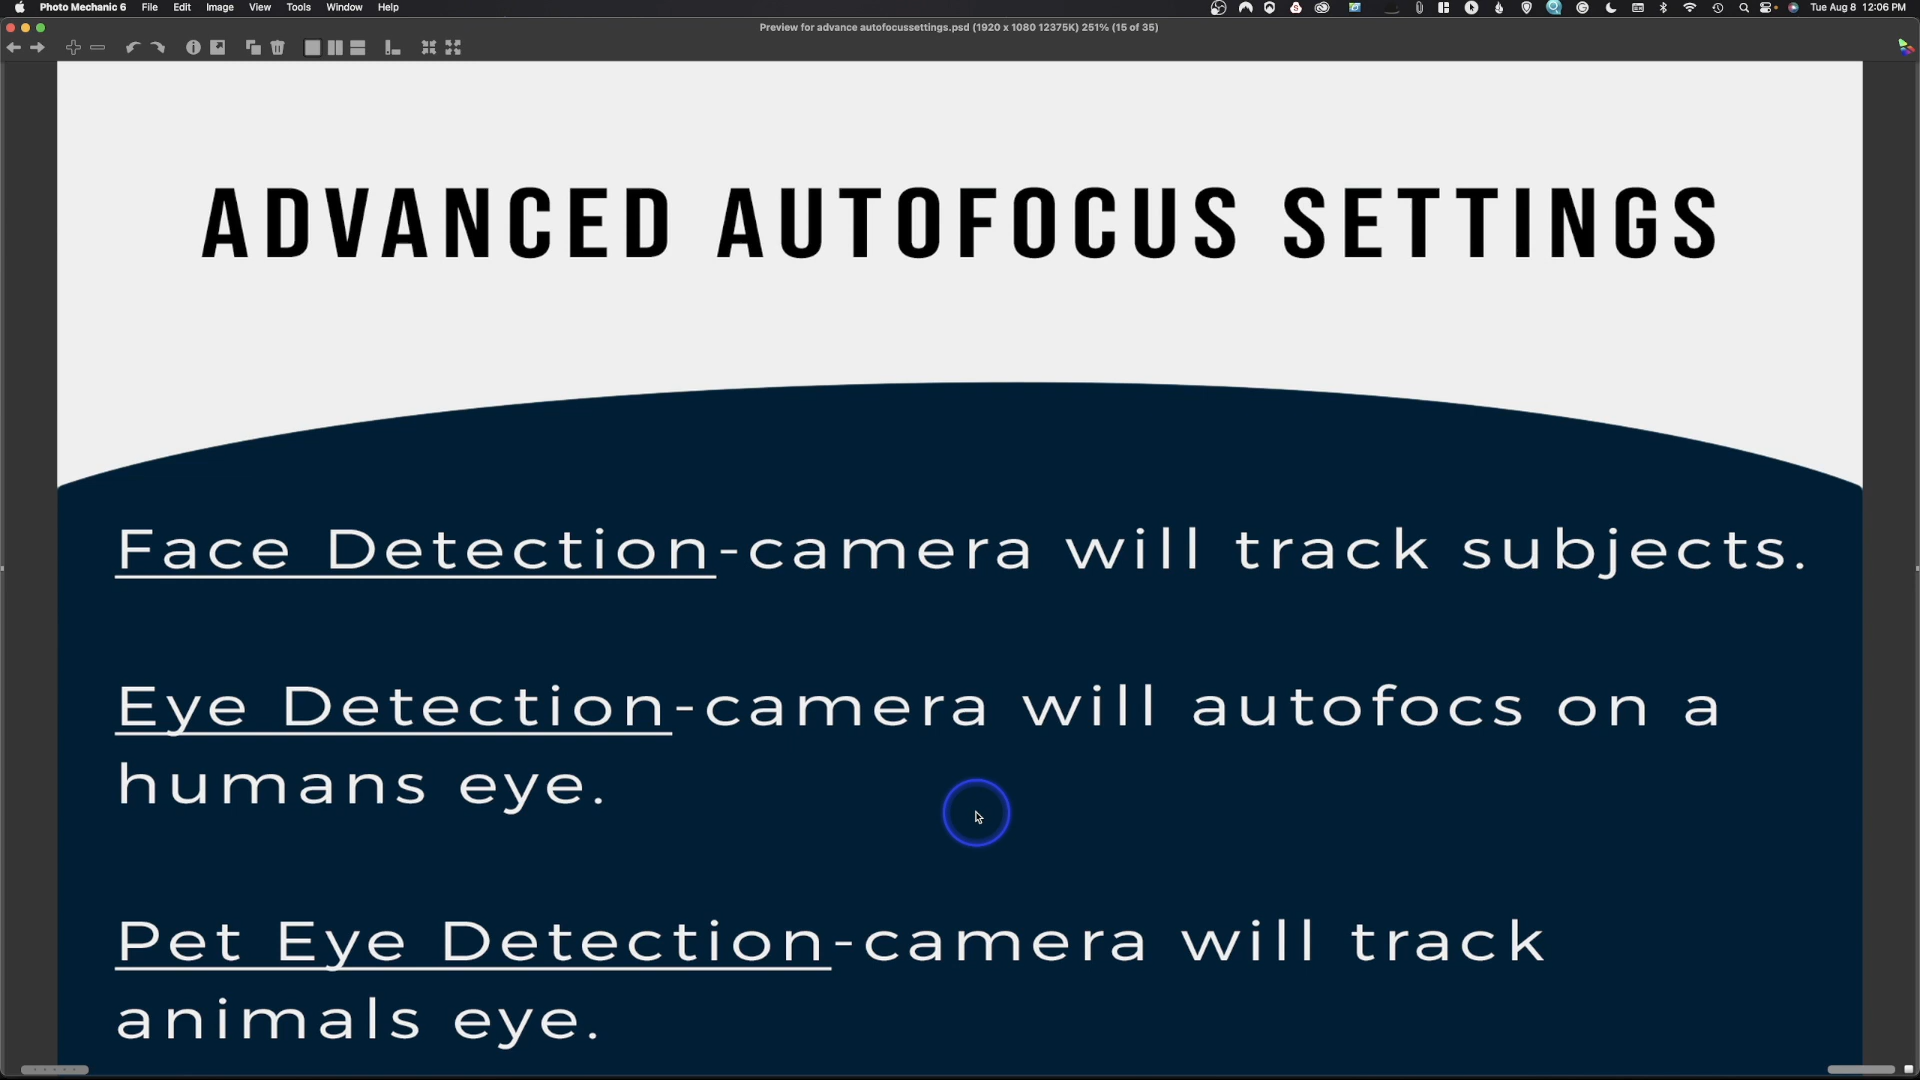 Photo Mechanic 6 File Edit Image View Tools Window Help Tue Aug 8 12:06 PM
Preview for advance autofocussettings.psd (1920 x 1080 12375K) 251% (15 of 35)
ADVANCED AUTOFOCUS SETTINGS
Face Detection-camera will track subjects.
Eye Detection-camera will autofocs on a
humans eye.
Pet Eye Detection-camera will track
animals eye.